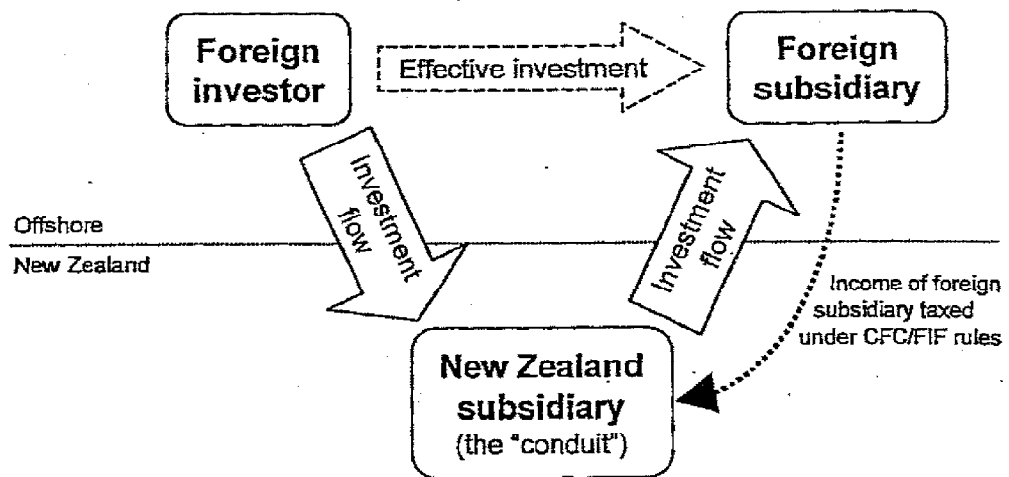 Foreign
investor
Effective investment
Foreign
subsidiary
Investment
flow
Investment
flow
Offshore
New Zealand
Income of foreign
subsidiary taxed
under CFC/FIF rules
New Zealand
subsidiary
(the "conduit")